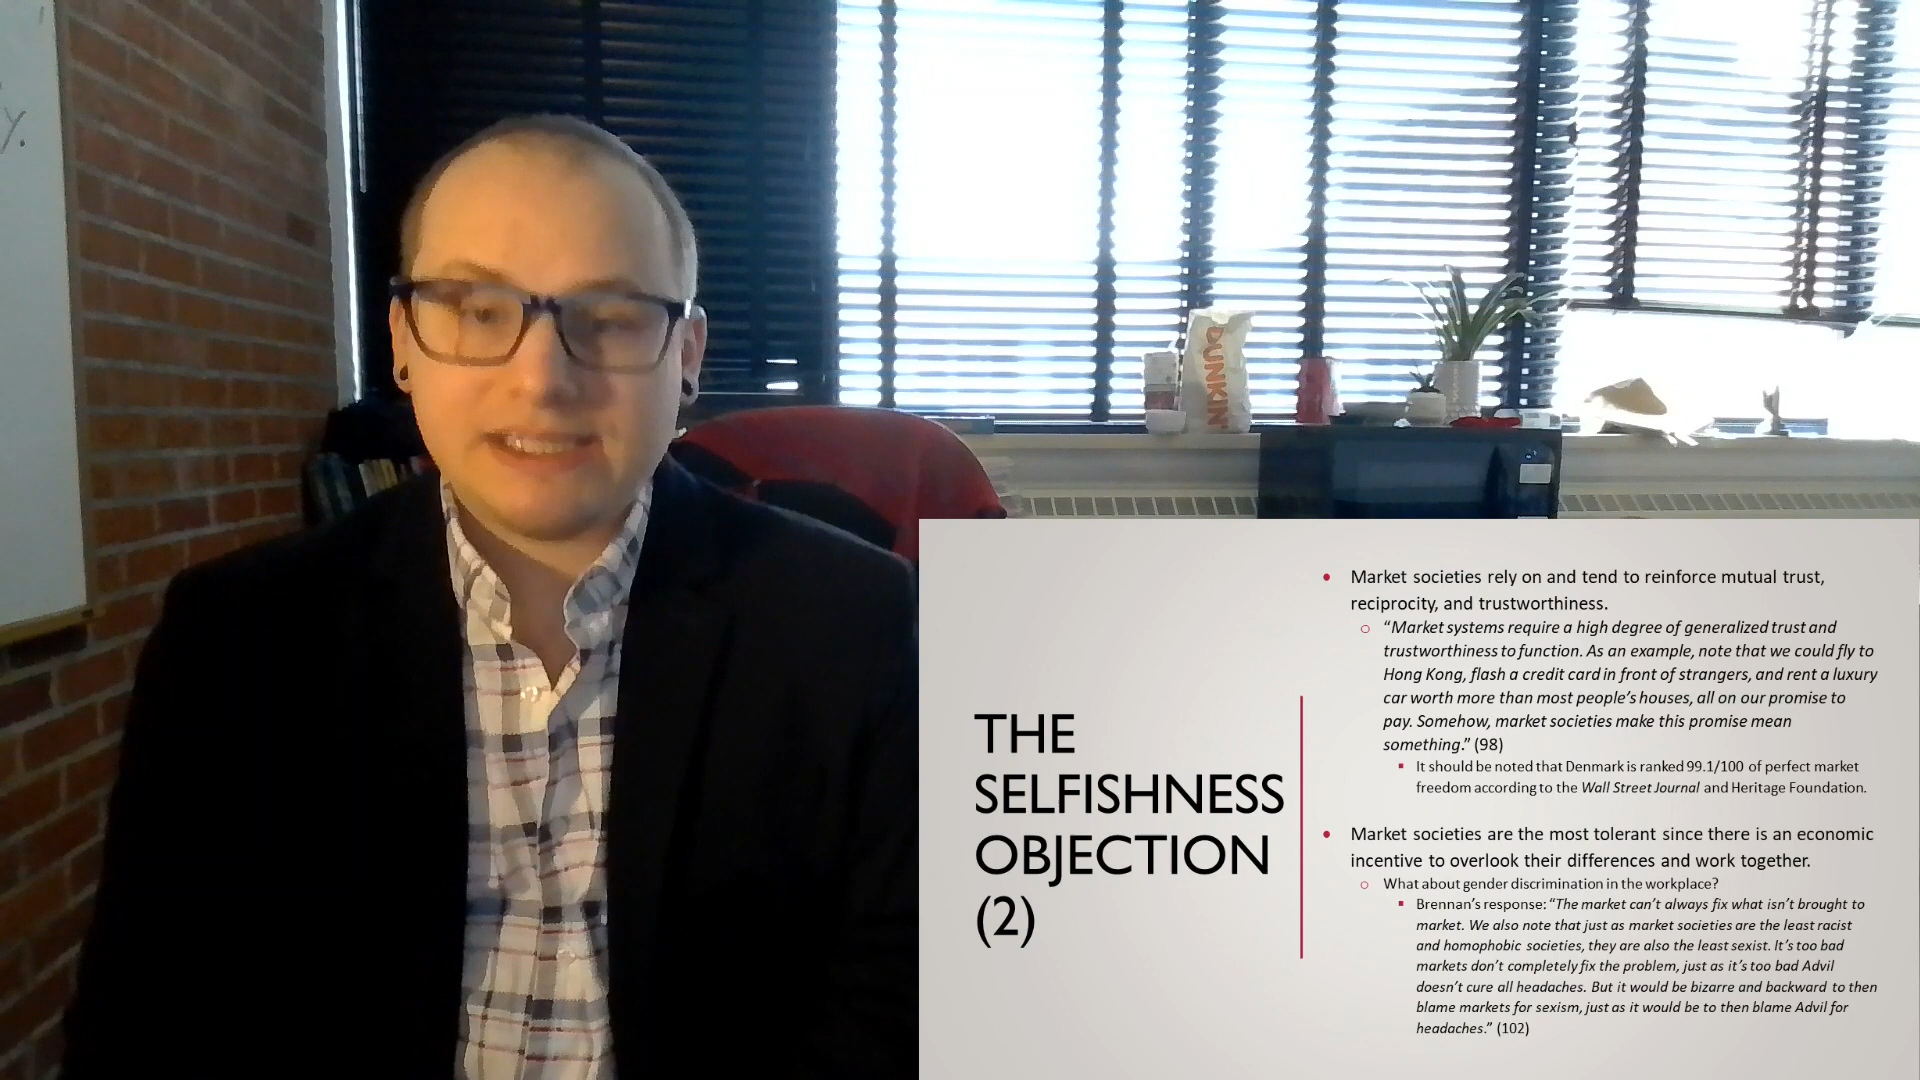 y.
DUNKIN'
THE
SELFISHNESS
OBJECTION
(2)
• Market societies rely on and tend to reinforce mutual trust,
reciprocity, and trustworthiness.
○ “Market systems require a high degree of generalized trust and
trustworthiness to function. As an example, note that we could fly to
Hong Kong, flash a credit card in front of strangers, and rent a luxury
car worth more than most people’s houses, all on our promise to
pay. Somehow, market societies make this promise mean
something.” (98)
▪ It should be noted that Denmark is ranked 99.1/100 of perfect market
freedom according to the Wall Street Journal and Heritage Foundation.
• Market societies are the most tolerant since there is an economic
incentive to overlook their differences and work together.
○ What about gender discrimination in the workplace?
▪ Brennan’s response: “The market can’t always fix what isn’t brought to
market. We also note that just as market societies are the least racist
and homophobic societies, they are also the least sexist. It’s too bad
markets don’t completely fix the problem, just as it’s too bad Advil
doesn’t cure all headaches. But it would be bizarre and backward to then
blame markets for sexism, just as it would be to then blame Advil for
headaches.” (102)